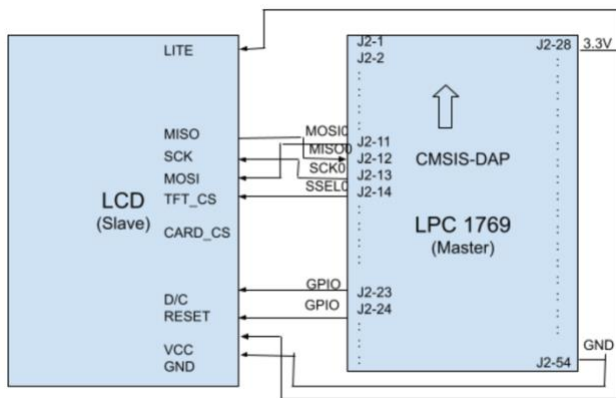 LITE
MISO
SCK
MOSI
TFT_CS
CARD_CS
D/C
RESET
VCC
GND
LCD
(Slave)
MOSI0
MISO0
SCK0
SSEL0
GPIO
GPIO
J2-1
J2-2
J2-11
J2-12
J2-13
J2-14
J2-23
J2-24
CMSIS-DAP
LPC 1769
(Master)
J2-28
J2-54
3.3V
GND